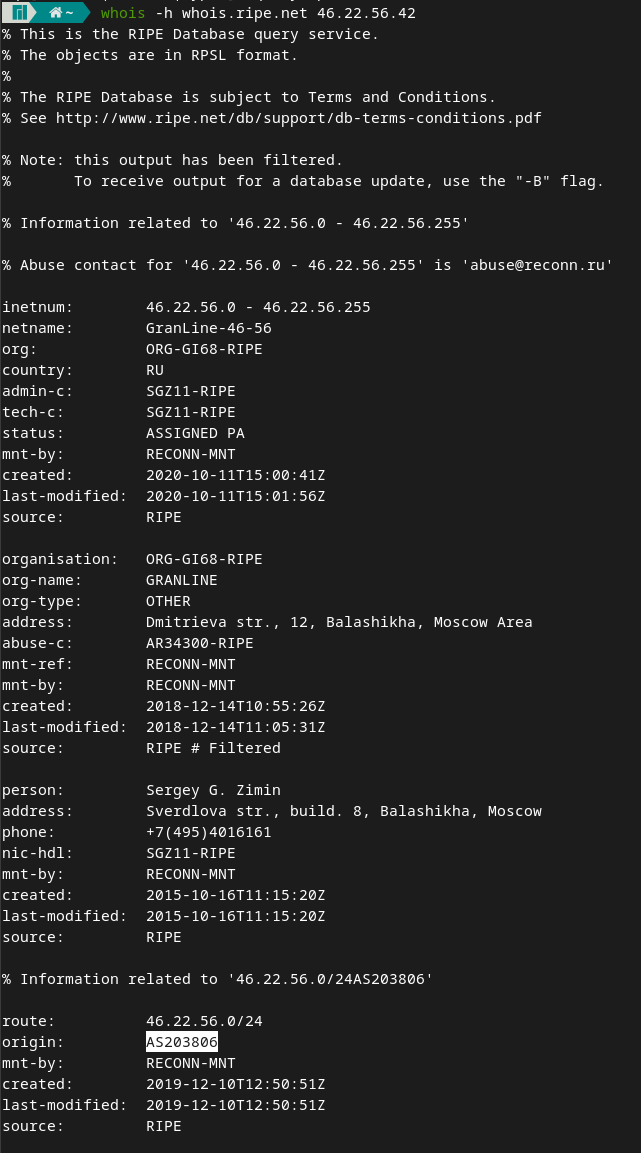 ~ whois -h whois.ripe.net 46.22.56.42
% This is the RIPE Database query service.
% The objects are in RPSL format.
%
% The RIPE Database is subject to Terms and Conditions.
% See http://www.ripe.net/db/support/db-terms-conditions.pdf

% Note: this output has been filtered.
%       To receive output for a database update, use the "-B" flag.

% Information related to '46.22.56.0 - 46.22.56.255'

% Abuse contact for '46.22.56.0 - 46.22.56.255' is 'abuse@reconn.ru'

inetnum:        46.22.56.0 - 46.22.56.255
netname:        GranLine-46-56
org:            ORG-GI68-RIPE
country:        RU
admin-c:        SGZ11-RIPE
tech-c:         SGZ11-RIPE
status:         ASSIGNED PA
mnt-by:         RECONN-MNT
created:        2020-10-11T15:00:41Z
last-modified:  2020-10-11T15:01:56Z
source:         RIPE

organisation:   ORG-GI68-RIPE
org-name:       GRANLINE
org-type:       OTHER
address:        Dmitrieva str., 12, Balashikha, Moscow Area
abuse-c:        AR34300-RIPE
mnt-ref:        RECONN-MNT
mnt-by:         RECONN-MNT
created:        2018-12-14T10:55:26Z
last-modified:  2018-12-14T11:05:31Z
source:         RIPE # Filtered

person:         Sergey G. Zimin
address:        Sverdlova str., build. 8, Balashikha, Moscow
phone:          +7(495)4016161
nic-hdl:        SGZ11-RIPE
mnt-by:         RECONN-MNT
created:        2015-10-16T11:15:20Z
last-modified:  2015-10-16T11:15:20Z
source:         RIPE

% Information related to '46.22.56.0/24AS203806'

route:          46.22.56.0/24
origin:         AS203806
mnt-by:         RECONN-MNT
created:        2019-12-10T12:50:51Z
last-modified:  2019-12-10T12:50:51Z
source:         RIPE